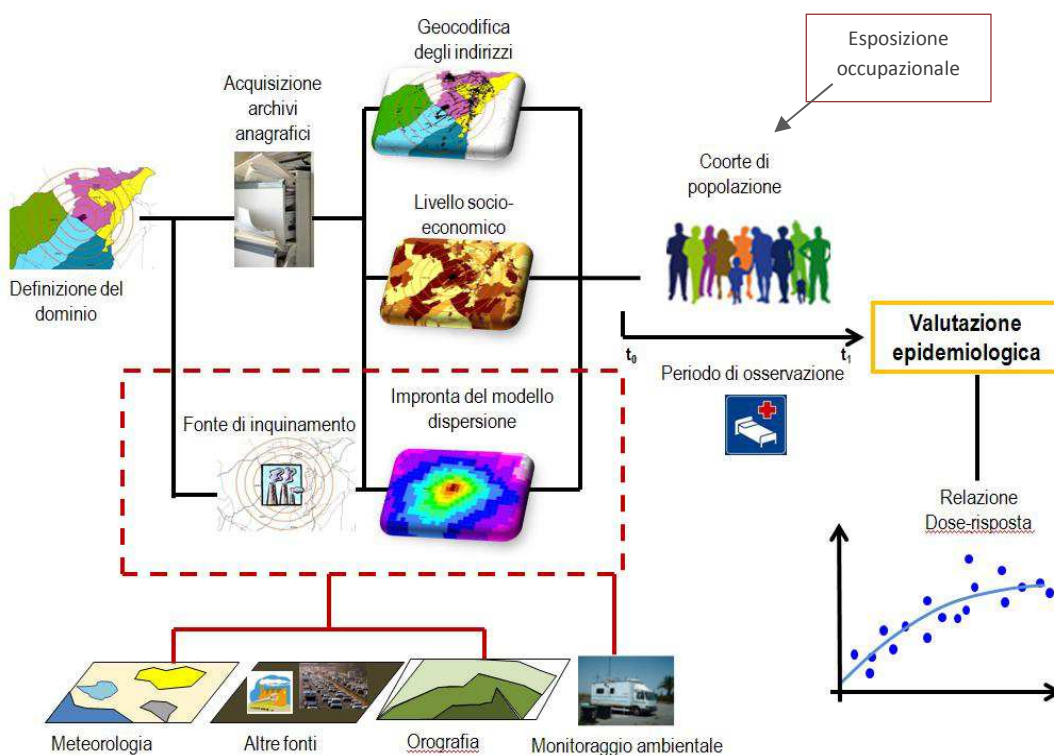 Geocodifica
degli indirizzi
Esposizione
occupazionale
Acquisizione
archivi
anagrafici
Coorte di
popolazione
Livello socio-
economico
Definizione del
dominio
Valutazione
epidemiologica
t₀
t₁
Periodo di osservazione
Impronta del modello
dispersione
Fonte di inquinamento
Relazione
Dose-risposta
Meteorologia
Altre fonti
Orografia
Monitoraggio ambientale